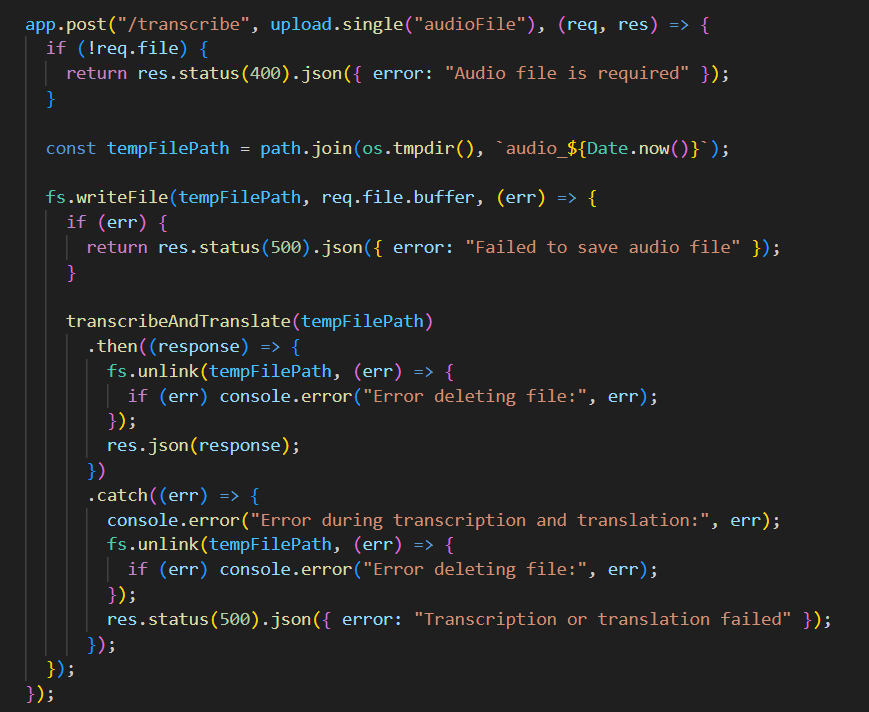 app.post("/transcribe", upload.single("audioFile"), (req, res) => {
  if (!req.file) {
    return res.status(400).json({ error: "Audio file is required" });
  }

  const tempFilePath = path.join(os.tmpdir(), `audio_${Date.now()}`);

  fs.writeFile(tempFilePath, req.file.buffer, (err) => {
    if (err) {
      return res.status(500).json({ error: "Failed to save audio file" });
    }

    transcribeAndTranslate(tempFilePath)
      .then((response) => {
        fs.unlink(tempFilePath, (err) => {
          if (err) console.error("Error deleting file:", err);
        });
        res.json(response);
      })
      .catch((err) => {
        console.error("Error during transcription and translation:", err);
        fs.unlink(tempFilePath, (err) => {
          if (err) console.error("Error deleting file:", err);
        });
        res.status(500).json({ error: "Transcription or translation failed" });
      });
  });
});